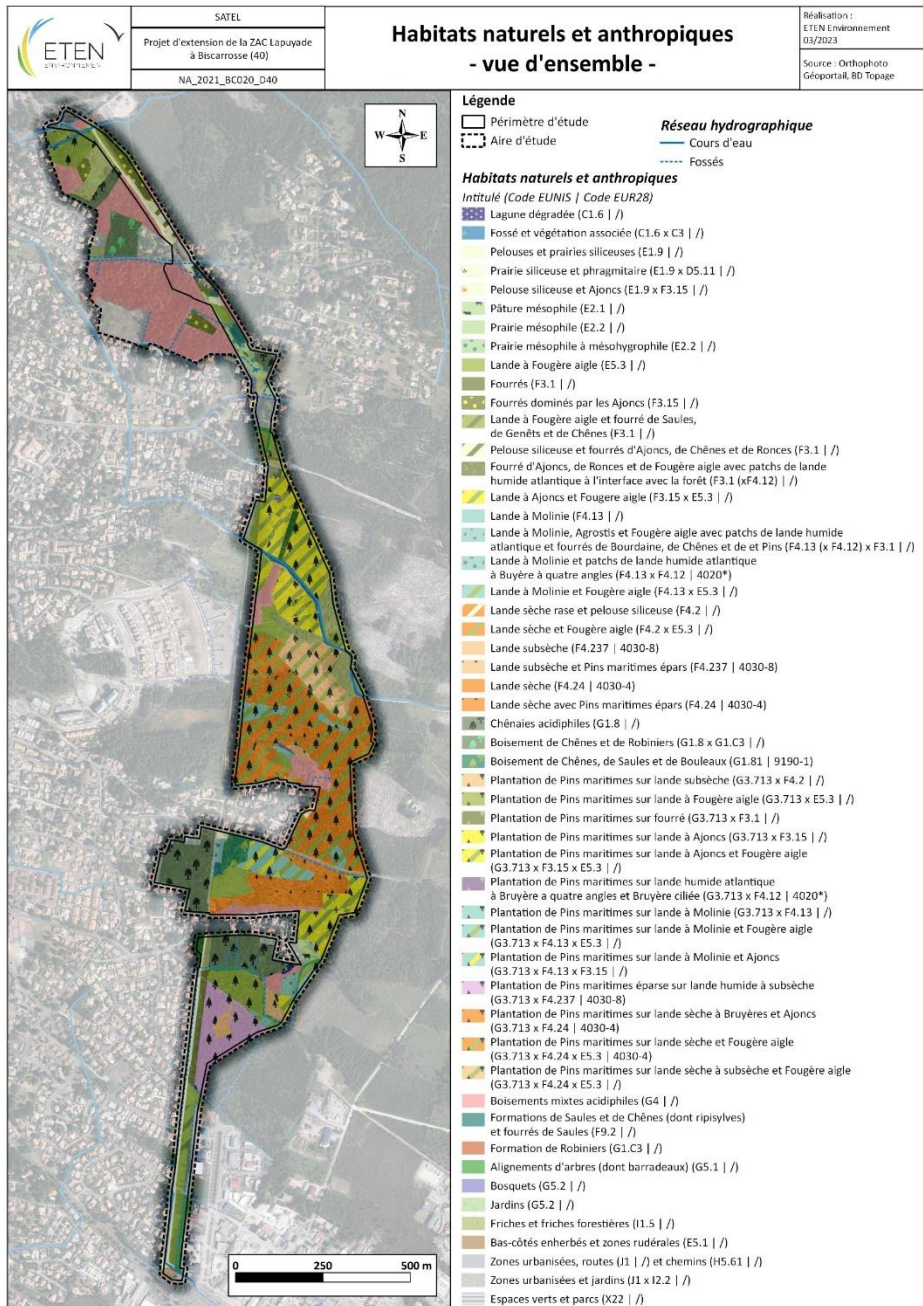 ETEN
ENVIRONNEMENT
SATEL
Projet d'extension de la ZAC Lapuyade
à Biscarrosse (40)
NA_2021_BC020_D40
Habitats naturels et anthropiques
- vue d'ensemble -
Réalisation :
ETEN Environnement
03/2023
Source : Orthophoto
Géoportail, BD Topage
N
W E
S
0 250 500 m
Légende
Périmètre d'étude
Aire d'étude
Réseau hydrographique
Cours d'eau
Fossés
Habitats naturels et anthropiques
Intitulé (Code EUNIS | Code EUR28)
Lagune dégradée (C1.6 | /)
Fossé et végétation associée (C1.6 x C3 | /)
Pelouses et prairies siliceuses (E1.9 | /)
Prairie siliceuse et phragmitaire (E1.9 x D5.11 | /)
Pelouse siliceuse et Ajoncs (E1.9 x F3.15 | /)
Pâture mésophile (E2.1 | /)
Prairie mésophile (E2.2 | /)
Prairie mésophile à mésohygrophile (E2.2 | /)
Lande à Fougère aigle (E5.3 | /)
Fourrés (F3.1 | /)
Fourrés dominés par les Ajoncs (F3.15 | /)
Lande à Fougère aigle et fourré de Saules,
de Genêts et de Chênes (F3.1 | /)
Pelouse siliceuse et fourrés d'Ajoncs, de Chênes et de Ronces (F3.1 | /)
Fourré d'Ajoncs, de Ronces et de Fougère aigle avec patchs de lande
humide atlantique à l'interface avec la forêt (F3.1 (xF4.12) | /)
Lande à Ajoncs et Fougere aigle (F3.15 x E5.3 | /)
Lande à Molinie (F4.13 | /)
Lande à Molinie, Agrostis et Fougère aigle avec patchs de lande humide
atlantique et fourrés de Bourdaine, de Chênes et de et Pins (F4.13 (x F4.12) x F3.1 | /)
Lande à Molinie et patchs de lande humide atlantique
à Buyère à quatre angles (F4.13 x F4.12 | 4020*)
Lande à Molinie et Fougère aigle (F4.13 x E5.3 | /)
Lande sèche rase et pelouse siliceuse (F4.2 | /)
Lande sèche et Fougère aigle (F4.2 x E5.3 | /)
Lande subsèche (F4.237 | 4030-8)
Lande subsèche et Pins maritimes épars (F4.237 | 4030-8)
Lande sèche (F4.24 | 4030-4)
Lande sèche avec Pins maritimes épars (F4.24 | 4030-4)
Chênaies acidiphiles (G1.8 | /)
Boisement de Chênes et de Robiniers (G1.8 x G1.C3 | /)
Boisement de Chênes, de Saules et de Bouleaux (G1.81 | 9190-1)
Plantation de Pins maritimes sur lande subsèche (G3.713 x F4.2 | /)
Plantation de Pins maritimes sur lande à Fougère aigle (G3.713 x E5.3 | /)
Plantation de Pins maritimes sur fourré (G3.713 x F3.1 | /)
Plantation de Pins maritimes sur lande à Ajoncs (G3.713 x F3.15 | /)
Plantation de Pins maritimes sur lande à Ajoncs et Fougère aigle
(G3.713 x F3.15 x E5.3 | /)
Plantation de Pins maritimes sur lande humide atlantique
à Bruyère a quatre angles et Bruyère ciliée (G3.713 x F4.12 | 4020*)
Plantation de Pins maritimes sur lande à Molinie (G3.713 x F4.13 | /)
Plantation de Pins maritimes sur lande à Molinie et Fougère aigle
(G3.713 x F4.13 x E5.3 | /)
Plantation de Pins maritimes sur lande à Molinie et Ajoncs
(G3.713 x F4.13 x F3.15 | /)
Plantation de Pins maritimes éparse sur lande humide à subsèche
(G3.713 x F4.237 | 4030-8)
Plantation de Pins maritimes sur lande sèche à Bruyères et Ajoncs
(G3.713 x F4.24 | 4030-4)
Plantation de Pins maritimes sur lande sèche et Fougère aigle
(G3.713 x F4.24 x E5.3 | 4030-4)
Plantation de Pins maritimes sur lande sèche à subsèche et Fougère aigle
(G3.713 x F4.24 x E5.3 | /)
Boisements mixtes acidiphiles (G4 | /)
Formations de Saules et de Chênes (dont ripisylves)
et fourrés de Saules (F9.2 | /)
Formation de Robiniers (G1.C3 | /)
Alignements d'arbres (dont barradeaux) (G5.1 | /)
Bosquets (G5.2 | /)
Jardins (G5.2 | /)
Friches et friches forestières (I1.5 | /)
Bas-côtés enherbés et zones rudérales (E5.1 | /)
Zones urbanisées, routes (J1 | /) et chemins (H5.61 | /)
Zones urbanisées et jardins (J1 x I2.2 | /)
Espaces verts et parcs (X22 | /)